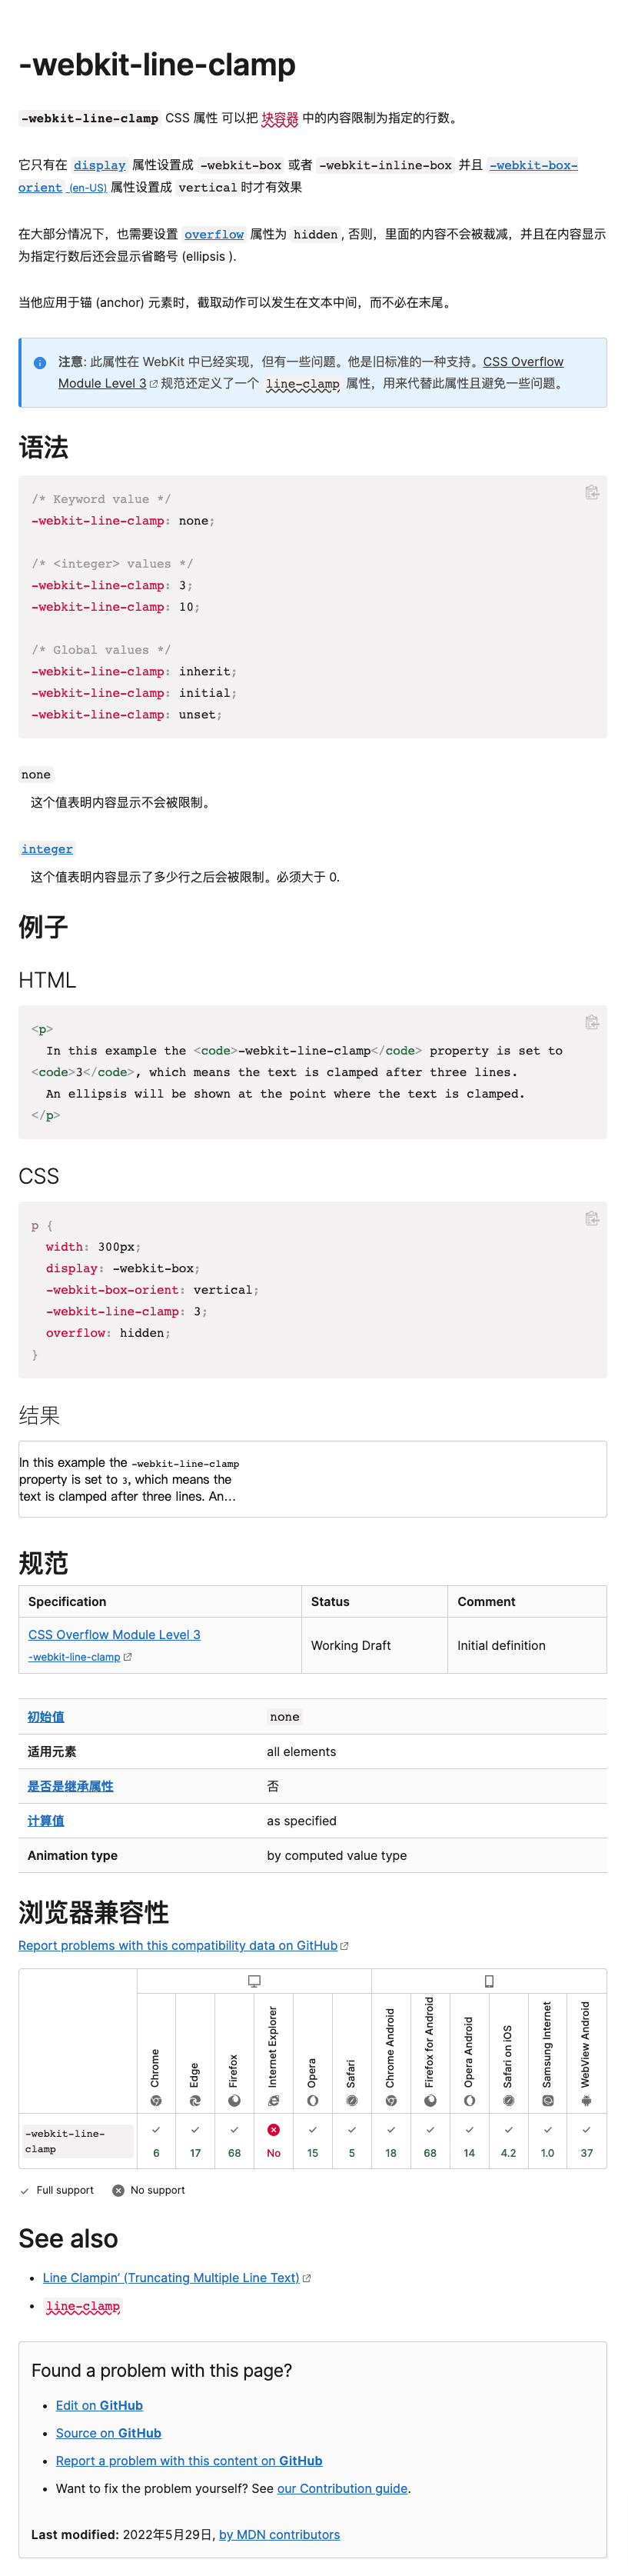 -webkit-line-clamp
-webkit-line-clamp CSS 属性 可以把 块容器 中的内容限制为指定的行数。
它只有在 display 属性设置成 -webkit-box 或者 -webkit-inline-box 并且 -webkit-box-
orient (en-US) 属性设置成 vertical时才有效果
在大部分情况下，也需要设置 overflow 属性为 hidden, 否则，里面的内容不会被裁减，并且在内容显示
为指定行数后还会显示省略号 (ellipsis ).
当他应用于锚 (anchor) 元素时，截取动作可以发生在文本中间，而不必在末尾。
注意: 此属性在 WebKit 中已经实现，但有一些问题。他是旧标准的一种支持。CSS Overflow
Module Level 3 规范还定义了一个 line-clamp 属性，用来代替此属性且避免一些问题。
语法
/* Keyword value */
-webkit-line-clamp: none;
/* <integer> values */
-webkit-line-clamp: 3;
-webkit-line-clamp: 10;
/* Global values */
-webkit-line-clamp: inherit;
-webkit-line-clamp: initial;
-webkit-line-clamp: unset;
none
这个值表明内容显示不会被限制。
integer
这个值表明内容显示了多少行之后会被限制。必须大于 0.
例子
HTML
<p>
In this example the <code>-webkit-line-clamp</code> property is set to
<code>3</code>, which means the text is clamped after three lines.
An ellipsis will be shown at the point where the text is clamped.
</p>
CSS
p {
width: 300px;
display: -webkit-box;
-webkit-box-orient: vertical;
-webkit-line-clamp: 3;
overflow: hidden;
}
结果
In this example the -webkit-line-clamp
property is set to 3, which means the
text is clamped after three lines. An…
规范
Specification Status Comment
CSS Overflow Module Level 3
-webkit-line-clamp Working Draft Initial definition
初始值 none
适用元素 all elements
是否是继承属性 否
计算值 as specified
Animation type by computed value type
浏览器兼容性
Report problems with this compatibility data on GitHub
Chrome Edge Firefox Internet Explorer Opera Safari Chrome Android Firefox for Android Opera Android Safari on iOS Samsung Internet WebView Android
-webkit-line-
clamp
6 17 68 No 15 5 18 68 14 4.2 1.0 37
Full support No support
See also
• Line Clampin’ (Truncating Multiple Line Text)
• line-clamp
Found a problem with this page?
• Edit on GitHub
• Source on GitHub
• Report a problem with this content on GitHub
• Want to fix the problem yourself? See our Contribution guide.
Last modified: 2022年5月29日, by MDN contributors